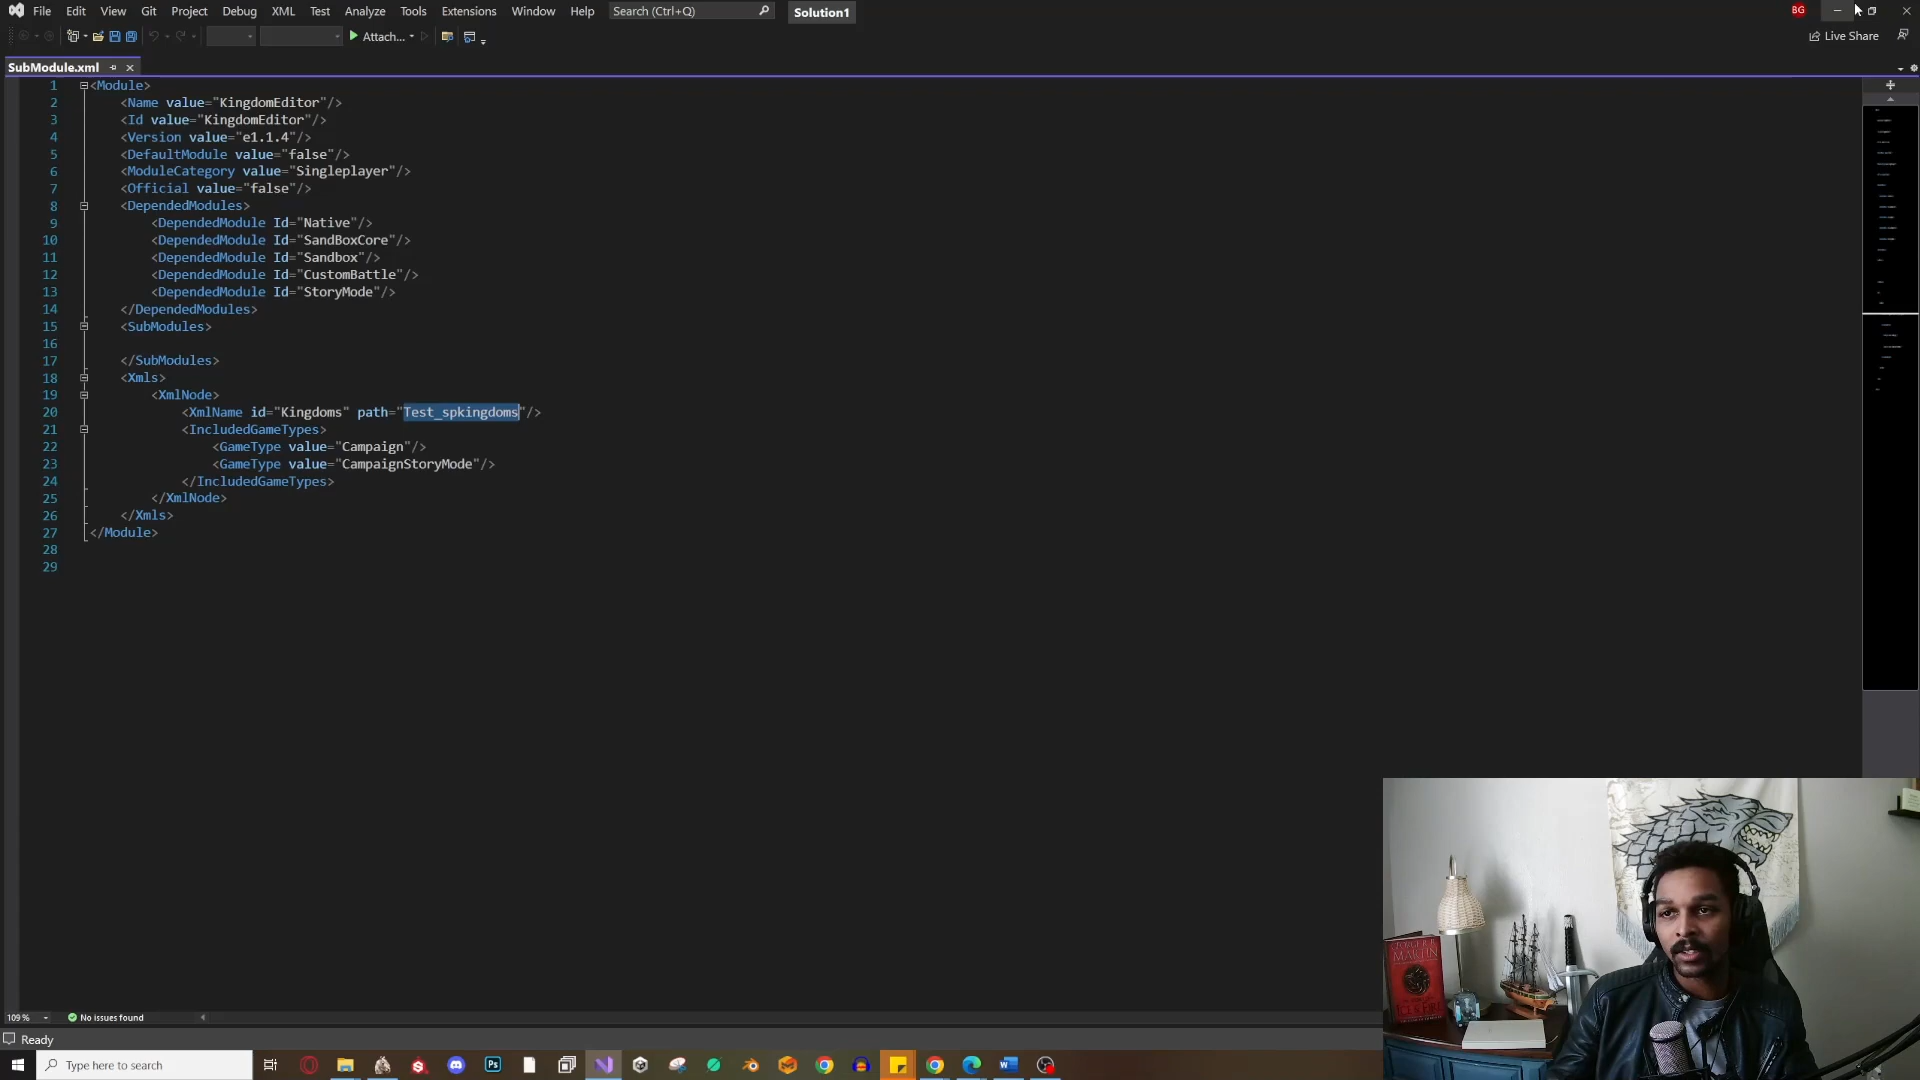 File Edit View Git Project Debug XML Test Analyze Tools Extensions Window Help Search (Ctrl+Q) Solution1 BG
Attach... Live Share
SubModule.xml
1 <Module>
2 <Name value="KingdomEditor"/>
3 <Id value="KingdomEditor"/>
4 <Version value="e1.1.4"/>
5 <DefaultModule value="false"/>
6 <ModuleCategory value="Singleplayer"/>
7 <Official value="false"/>
8 <DependedModules>
9 <DependedModule Id="Native"/>
10 <DependedModule Id="SandBoxCore"/>
11 <DependedModule Id="Sandbox"/>
12 <DependedModule Id="CustomBattle"/>
13 <DependedModule Id="StoryMode"/>
14 </DependedModules>
15 <SubModules>
16
17 </SubModules>
18 <Xmls>
19 <XmlNode>
20 <XmlName id="Kingdoms" path="Test_spkingdoms"/>
21 <IncludedGameTypes>
22 <GameType value="Campaign"/>
23 <GameType value="CampaignStoryMode"/>
24 </IncludedGameTypes>
25 </XmlNode>
26 </Xmls>
27 </Module>
28
29
GEORGE R.R.
MARTIN
109 % No issues found
Ready
Type here to search
Ps